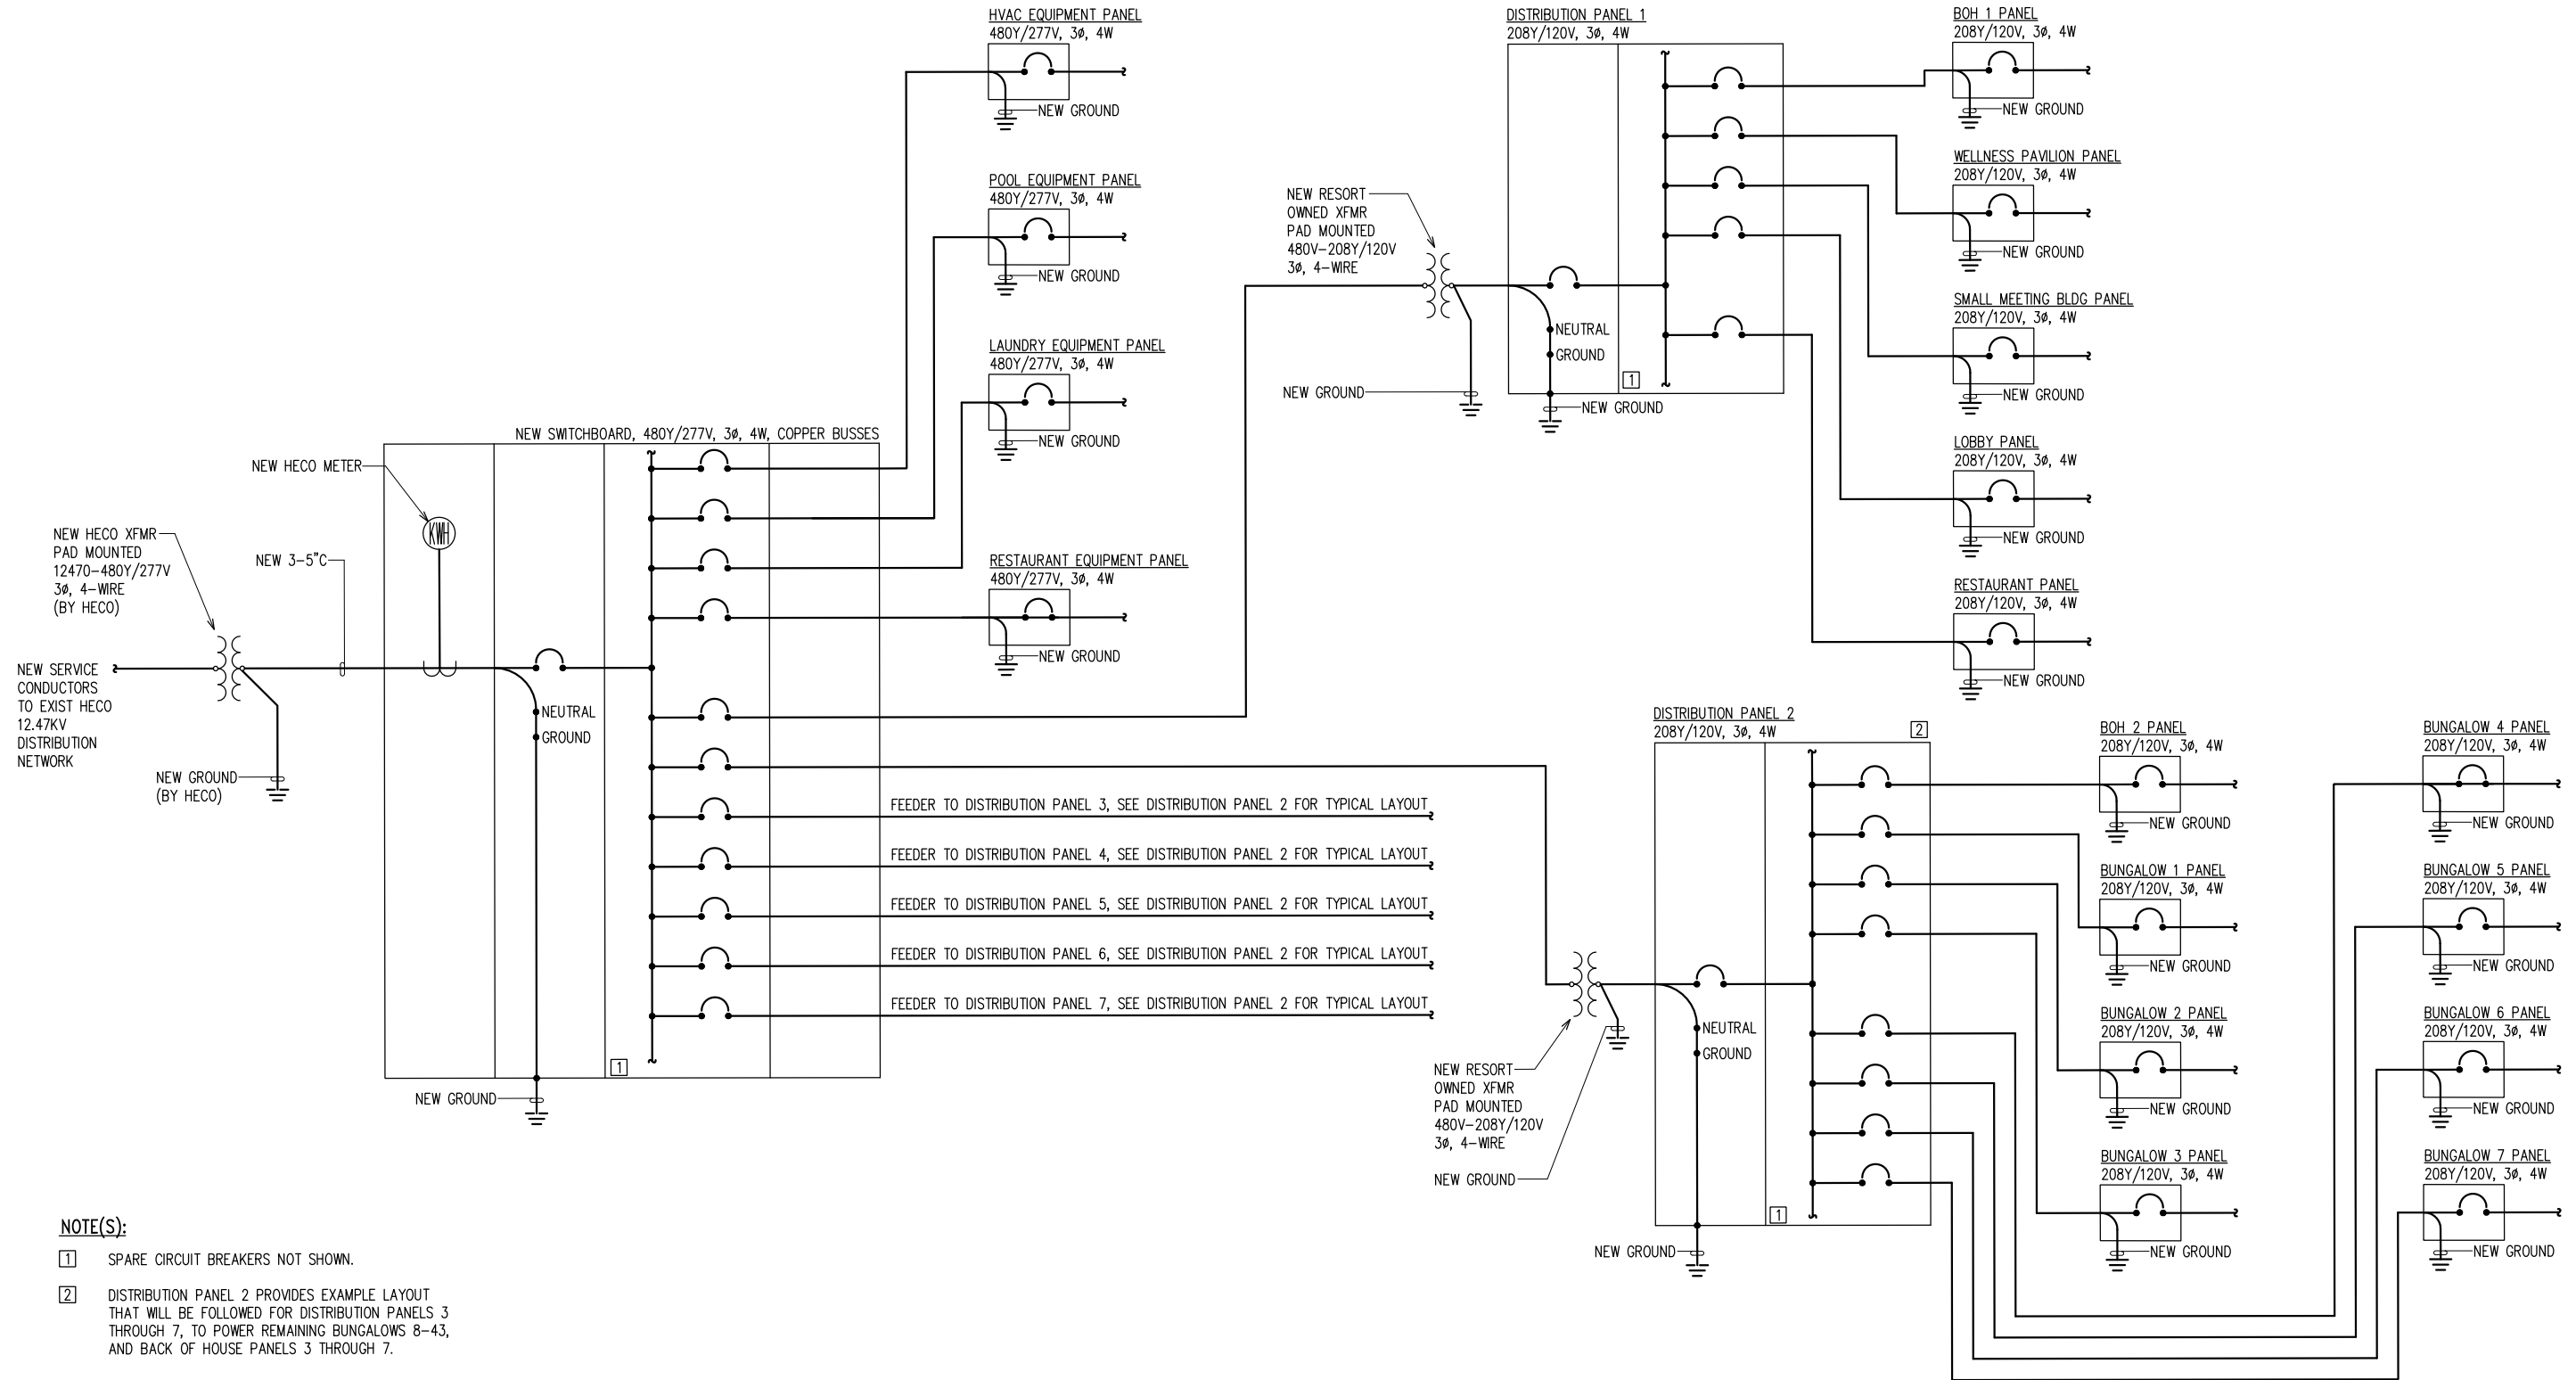 HVAC EQUIPMENT PANEL
480Y/277V, 3ø, 4W
NEW GROUND
POOL EQUIPMENT PANEL
480Y/277V, 3ø, 4W
NEW GROUND
LAUNDRY EQUIPMENT PANEL
480Y/277V, 3ø, 4W
NEW GROUND
RESTAURANT EQUIPMENT PANEL
480Y/277V, 3ø, 4W
NEW GROUND
NEW SWITCHBOARD, 480Y/277V, 3ø, 4W, COPPER BUSSES
NEW HECO METER
KWH
NEW HECO XFMR
PAD MOUNTED
12470-480Y/277V
3ø, 4-WIRE
(BY HECO)
NEW 3-5"C
NEW SERVICE
CONDUCTORS
TO EXIST HECO
12.47KV
DISTRIBUTION
NETWORK
NEW GROUND
(BY HECO)
NEUTRAL
GROUND
1
NEW GROUND
FEEDER TO DISTRIBUTION PANEL 3, SEE DISTRIBUTION PANEL 2 FOR TYPICAL LAYOUT
FEEDER TO DISTRIBUTION PANEL 4, SEE DISTRIBUTION PANEL 2 FOR TYPICAL LAYOUT
FEEDER TO DISTRIBUTION PANEL 5, SEE DISTRIBUTION PANEL 2 FOR TYPICAL LAYOUT
FEEDER TO DISTRIBUTION PANEL 6, SEE DISTRIBUTION PANEL 2 FOR TYPICAL LAYOUT
FEEDER TO DISTRIBUTION PANEL 7, SEE DISTRIBUTION PANEL 2 FOR TYPICAL LAYOUT
DISTRIBUTION PANEL 1
208Y/120V, 3ø, 4W
NEW RESORT
OWNED XFMR
PAD MOUNTED
480V-208Y/120V
3ø, 4-WIRE
NEUTRAL
GROUND
1
NEW GROUND
NEW GROUND
BOH 1 PANEL
208Y/120V, 3ø, 4W
NEW GROUND
WELLNESS PAVILION PANEL
208Y/120V, 3ø, 4W
NEW GROUND
SMALL MEETING BLDG PANEL
208Y/120V, 3ø, 4W
NEW GROUND
LOBBY PANEL
208Y/120V, 3ø, 4W
NEW GROUND
RESTAURANT PANEL
208Y/120V, 3ø, 4W
NEW GROUND
DISTRIBUTION PANEL 2
208Y/120V, 3ø, 4W
2
NEUTRAL
GROUND
1
NEW RESORT
OWNED XFMR
PAD MOUNTED
480V-208Y/120V
3ø, 4-WIRE
NEW GROUND
NEW GROUND
BOH 2 PANEL
208Y/120V, 3ø, 4W
NEW GROUND
BUNGALOW 1 PANEL
208Y/120V, 3ø, 4W
NEW GROUND
BUNGALOW 2 PANEL
208Y/120V, 3ø, 4W
NEW GROUND
BUNGALOW 3 PANEL
208Y/120V, 3ø, 4W
NEW GROUND
BUNGALOW 4 PANEL
208Y/120V, 3ø, 4W
NEW GROUND
BUNGALOW 5 PANEL
208Y/120V, 3ø, 4W
NEW GROUND
BUNGALOW 6 PANEL
208Y/120V, 3ø, 4W
NEW GROUND
BUNGALOW 7 PANEL
208Y/120V, 3ø, 4W
NEW GROUND
NOTE(S):
1 SPARE CIRCUIT BREAKERS NOT SHOWN.
2 DISTRIBUTION PANEL 2 PROVIDES EXAMPLE LAYOUT
THAT WILL BE FOLLOWED FOR DISTRIBUTION PANELS 3
THROUGH 7, TO POWER REMAINING BUNGALOWS 8-43,
AND BACK OF HOUSE PANELS 3 THROUGH 7.